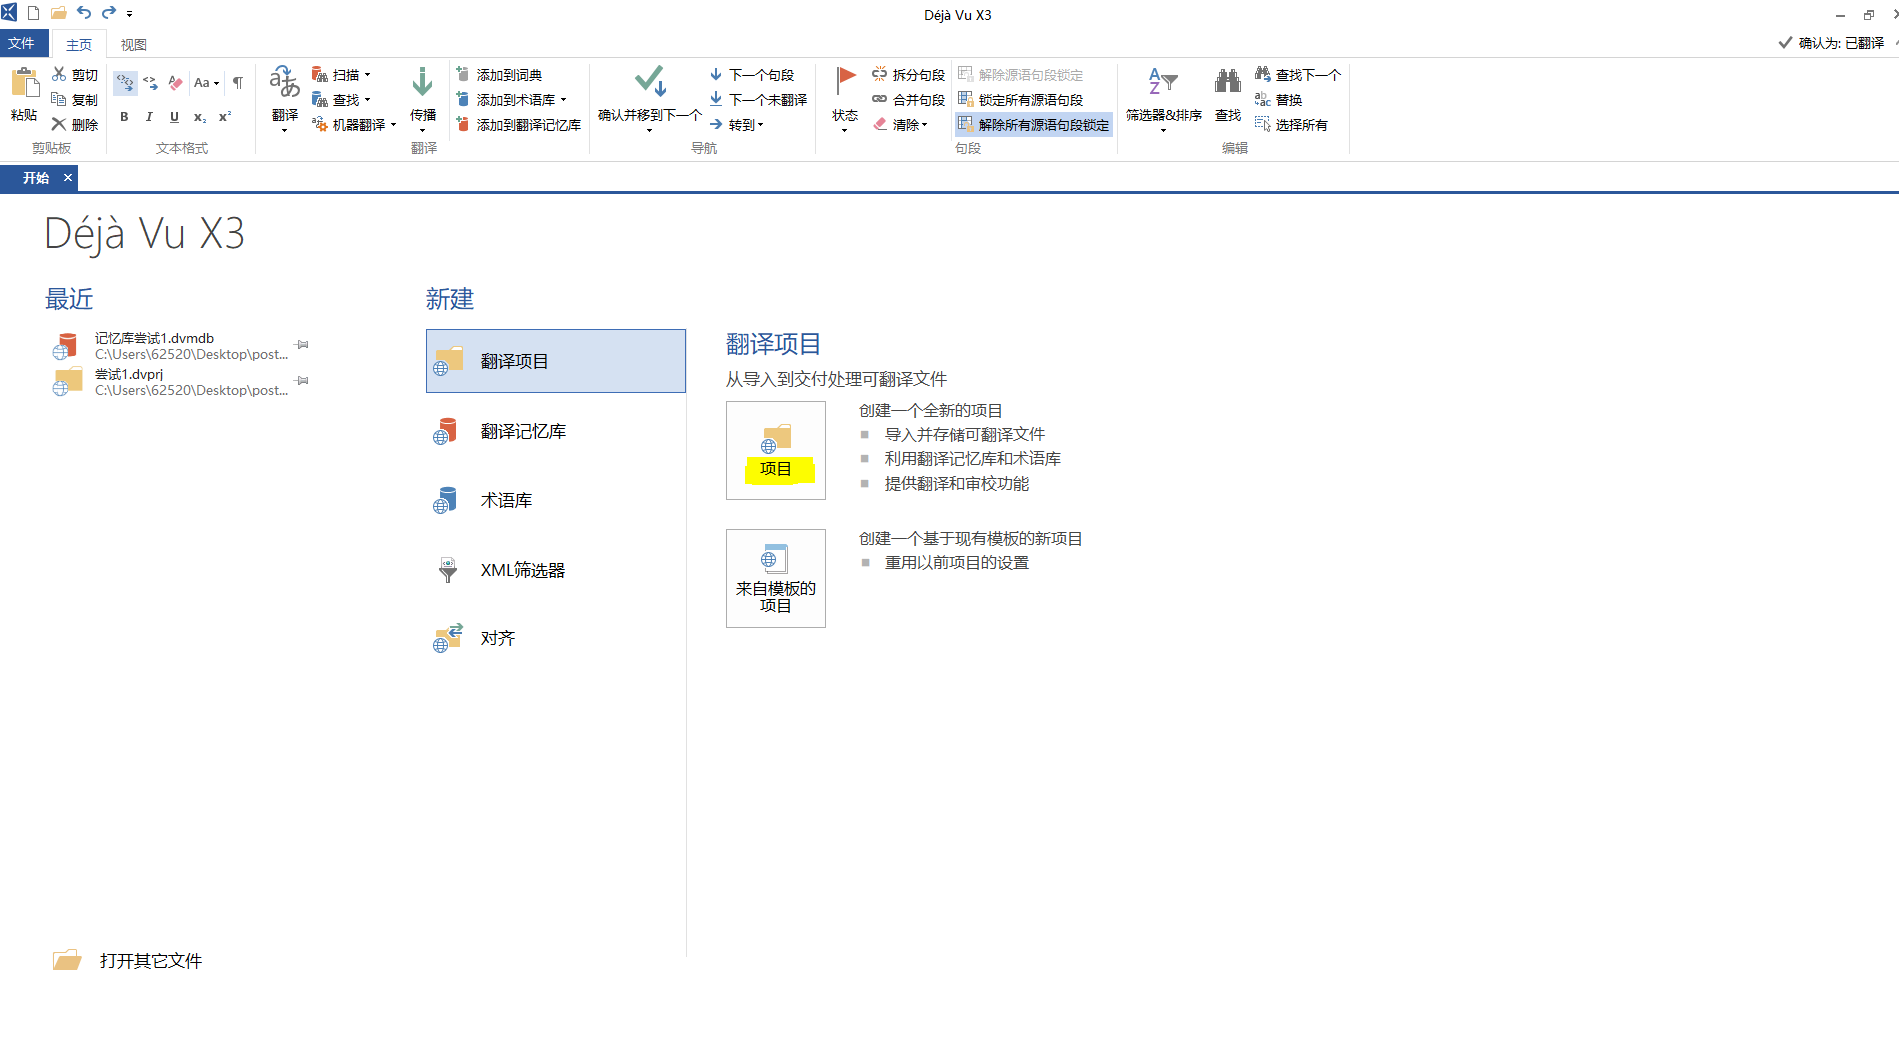 Déjà Vu X3
文件
主页
视图
确认为: 已翻译
粘贴
剪切
复制
删除
剪贴板
Aa
B I U x₂ x²
文本格式
翻译
扫描
查找
机器翻译
传播
添加到词典
添加到术语库
添加到翻译记忆库
翻译
确认并移到下一个
下一个句段
下一个未翻译
转到
导航
状态
拆分句段
合并句段
清除
解除源语句段锁定
锁定所有源语句段
解除所有源语句段锁定
句段
筛选器&排序
查找
查找下一个
替换
选择所有
编辑
开始
Déjà Vu X3
最近
记忆库尝试1.dvmdb
C:\Users\62520\Desktop\post...
尝试1.dvprj
C:\Users\62520\Desktop\post...
打开其它文件
新建
翻译项目
翻译记忆库
术语库
XML筛选器
对齐
翻译项目
从导入到交付处理可翻译文件
项目
创建一个全新的项目
导入并存储可翻译文件
利用翻译记忆库和术语库
提供翻译和审校功能
来自模板的
项目
创建一个基于现有模板的新项目
重用以前项目的设置